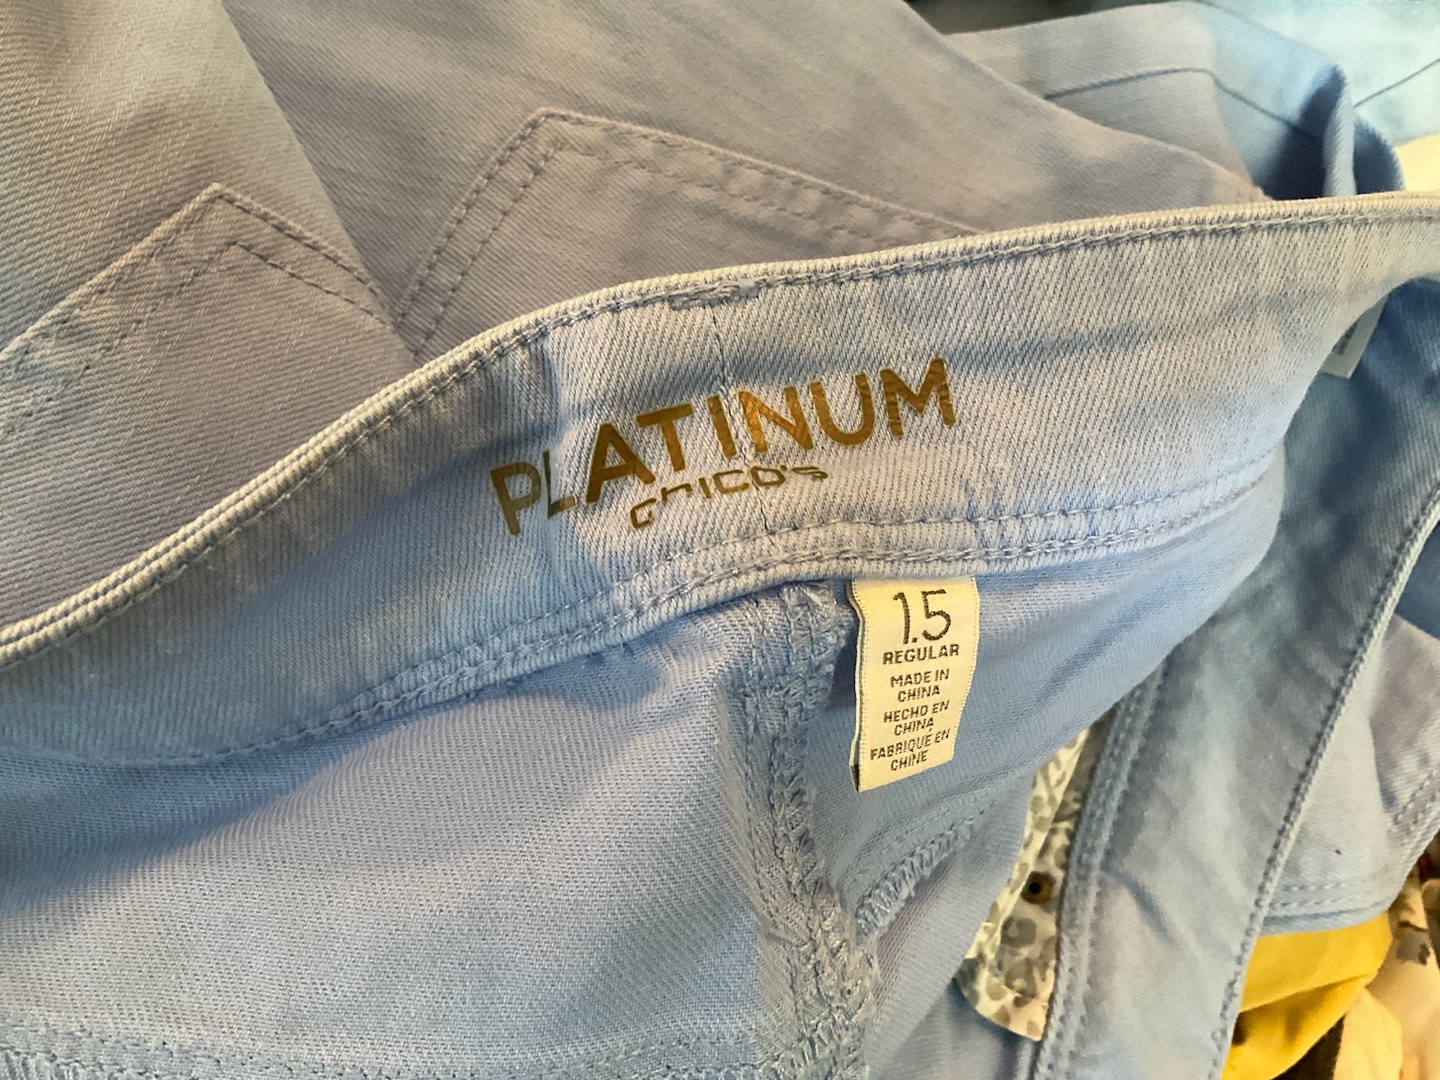 PLATINUM
CHICO'S
1.5
REGULAR
MADE IN
CHINA
HECHO EN
CHINA
FABRIQUÉ EN
CHINE